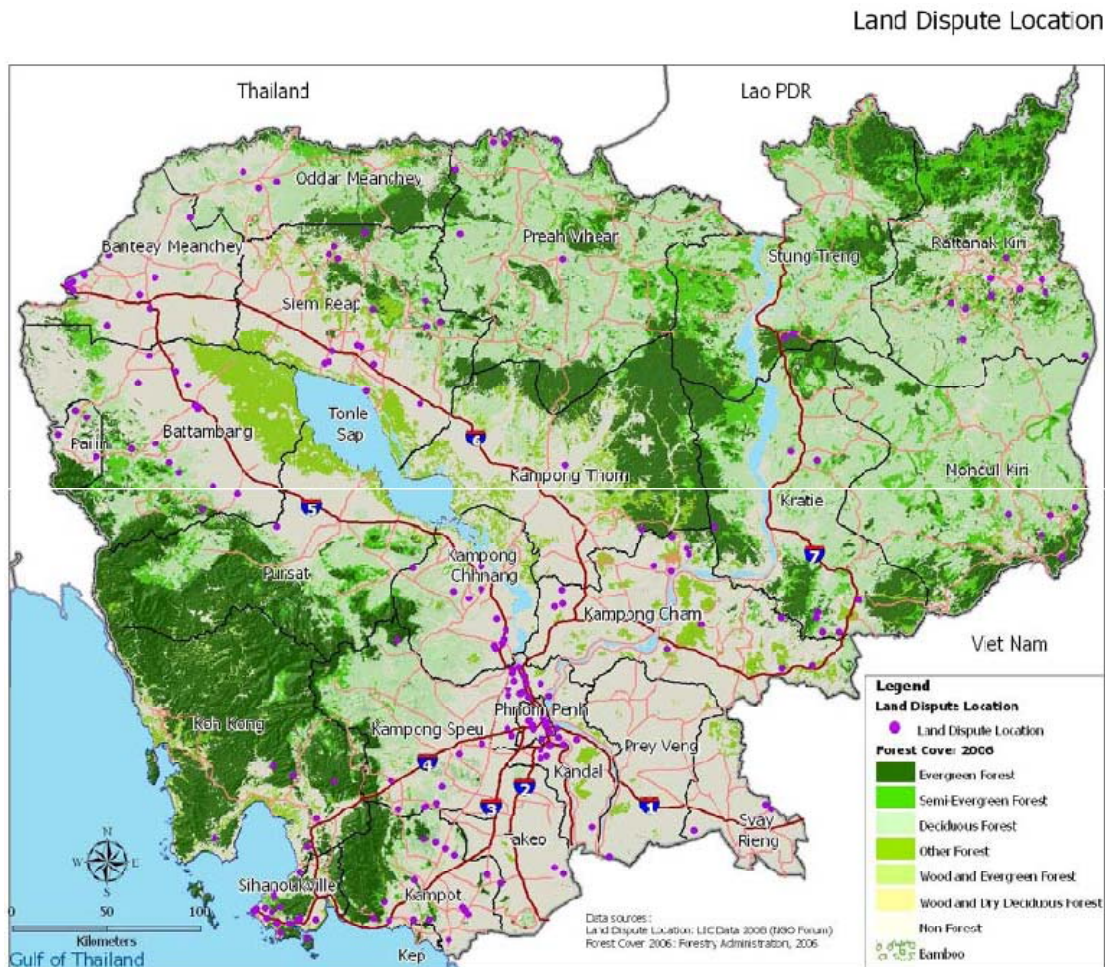 Land Dispute Location
Thailand
Lao PDR
Oddar Meanchey
Banteay Meanchey
Preah Vihear
Stung Treng
Rattanak Kiri
Siem Reap
Tonle
Sap
Battambang
Pailin
6
Kampong Thom
Kratie
5
Pursat
Kampong
Chhnang
7
Kampong Cham
Viet Nam
Koh Kong
Kampong Speu
Phnom Penh
Prey Veng
Kandal
4
3
2
1
Takeo
Svay
Rieng
Sihanoukville
Kampot
Kep
Gulf of Thailand
N
W
E
S
0
50
100
Kilometers
Data sources :
Land Dispute Location: LIC Data 2008 (NGO Forum)
Forest Cover 2006: Forestry Administration, 2006
Legend
Land Dispute Location
Land Dispute Location
Forest Cover 2006
Evergreen Forest
Semi-Evergreen Forest
Deciduous Forest
Other Forest
Wood and Evergreen Forest
Wood and Dry Deciduous Forest
Non Forest
Bamboo